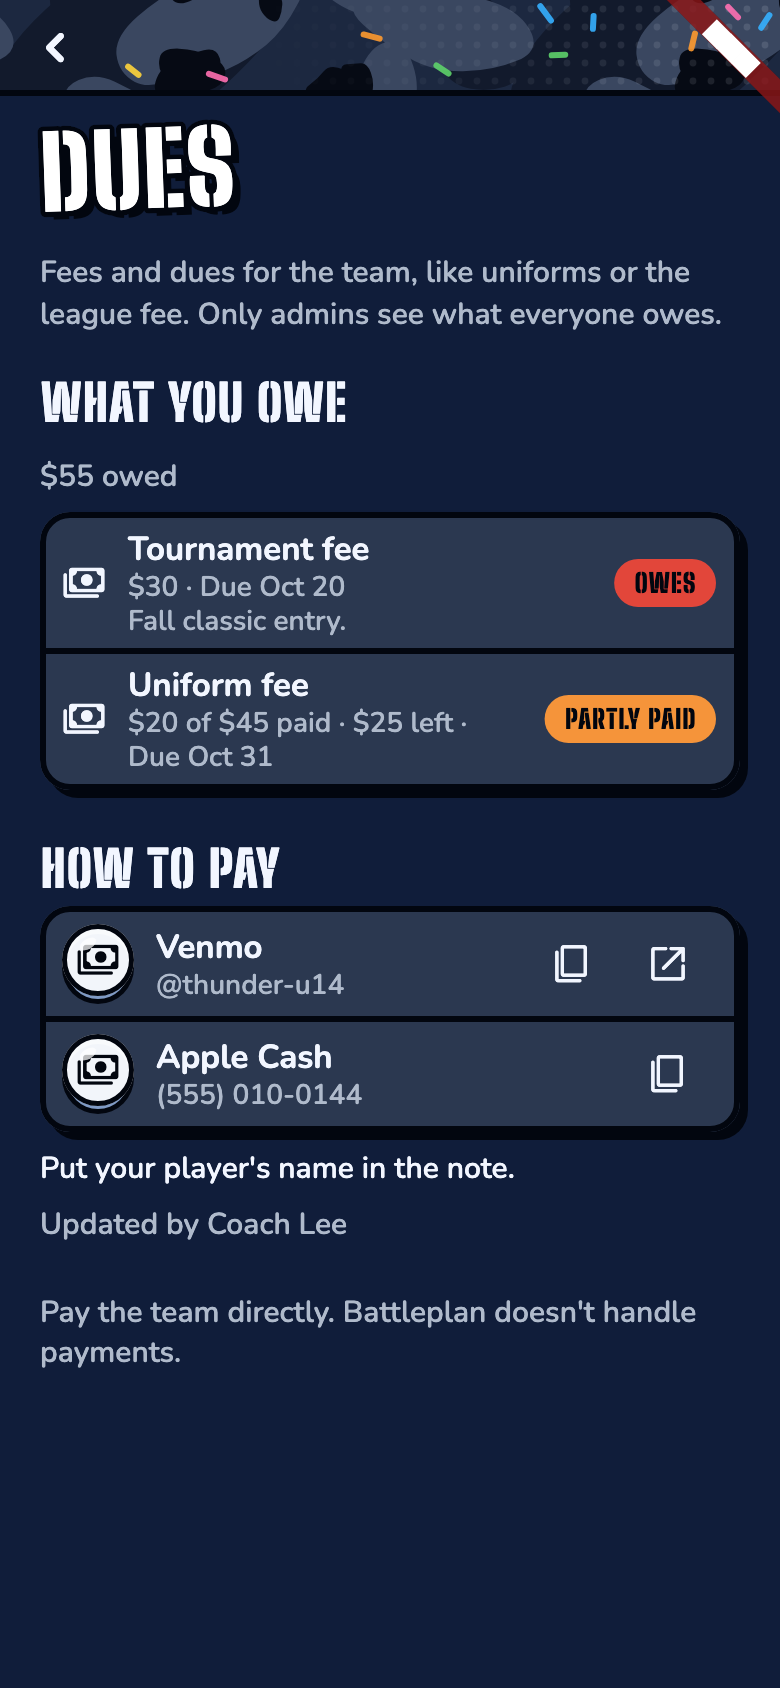 DUES
Fees and dues for the team, like uniforms or the
league fee. Only admins see what everyone owes.
WHAT YOU OWE
$55 owed
Tournament fee
$30 · Due Oct 20
Fall classic entry.
OWES
Uniform fee
$20 of $45 paid · $25 left ·
Due Oct 31
PARTLY PAID
HOW TO PAY
Venmo
@thunder-u14
Apple Cash
(555) 010-0144
Put your player's name in the note.
Updated by Coach Lee
Pay the team directly. Battleplan doesn't handle
payments.